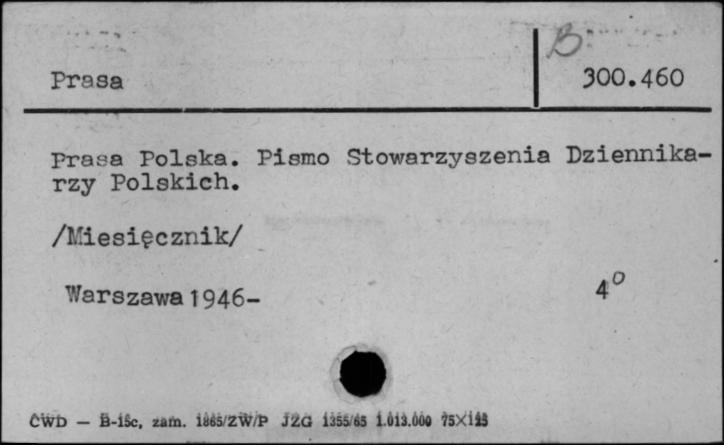 B
Prasa
300.460
Prasa Polska. Pismo Stowarzyszenia Dziennika-
rzy Polskich.
/Miesięcznik/
Warszawa 1946-
4°
ĆWD — B-15c, zam. 1865/ZW/P JZG 1355/65 1.013.000 75X125